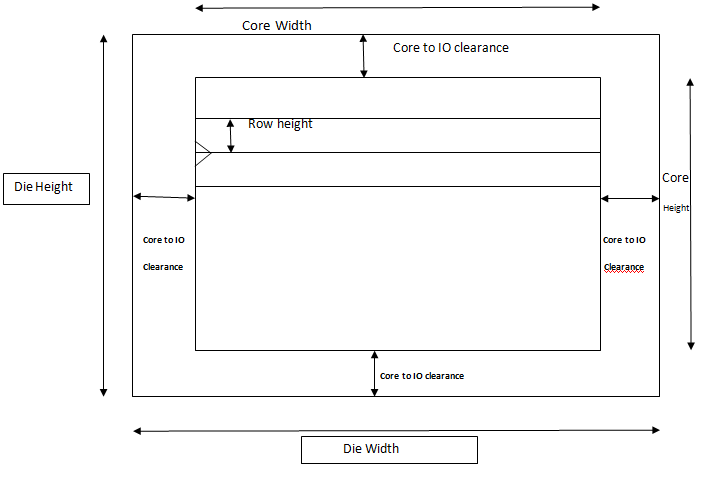 Core Width
Core to IO clearance
Row height
Die Height
Core
Height
Core to IO
Clearance
Core to IO
Clearance
Core to IO clearance
Die Width